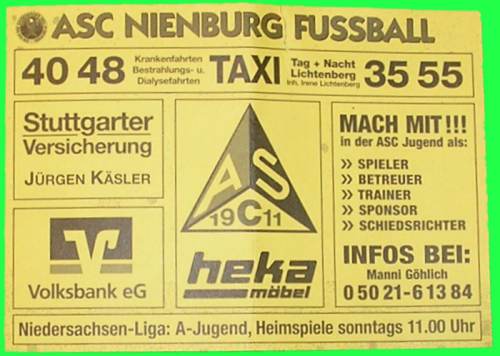 ASC NIENBURG FUSSBALL
40 48
Krankenfahrten
Bestrahlungs- u.
Dialysefahrten
TAXI
Tag + Nacht
Lichtenberg
Inh. Irene Lichtenberg
35 55
Stuttgarter
Versicherung
JÜRGEN KÄSLER
Volksbank eG
A S
19 C 11
heka
möbel
MACH MIT!!!
in der ASC Jugend als:
» SPIELER
» BETREUER
» TRAINER
» SPONSOR
» SCHIEDSRICHTER
INFOS BEI:
Manni Göhlich
0 50 21-6 13 84
Niedersachsen-Liga: A-Jugend, Heimspiele sonntags 11.00 Uhr